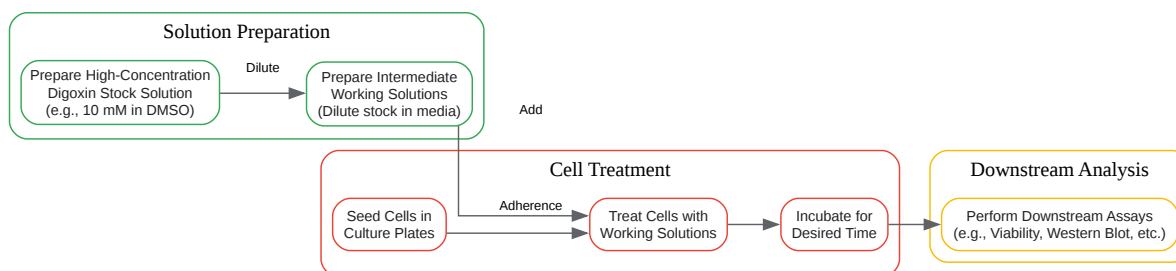 Solution Preparation
Prepare High-Concentration
Digoxin Stock Solution
(e.g., 10 mM in DMSO)
Dilute
Prepare Intermediate
Working Solutions
(Dilute stock in media)
Add
Cell Treatment
Seed Cells in
Culture Plates
Adherence
Treat Cells with
Working Solutions
Incubate for
Desired Time
Downstream Analysis
Perform Downstream Assays
(e.g., Viability, Western Blot, etc.)